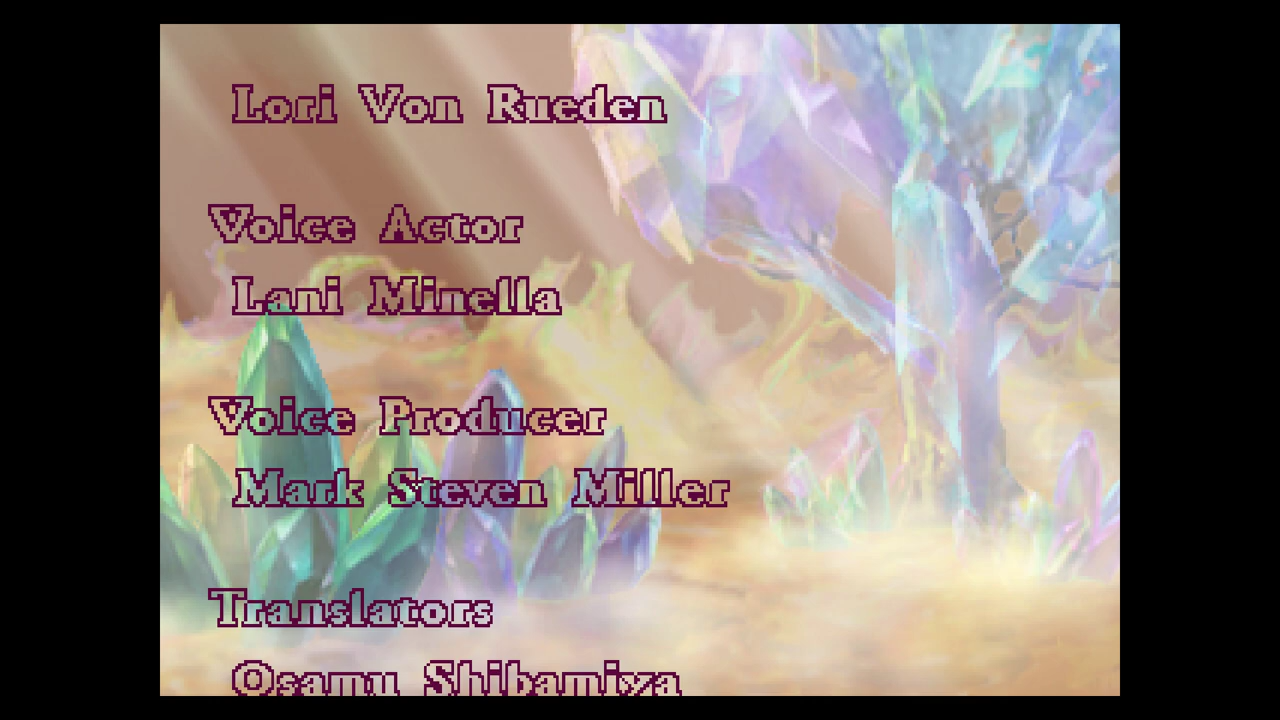 Lori Von Rueden
Voice Actor
Lani Minella
Voice Producer
Mark Steven Miller
Translators
Osamu Shibamiya